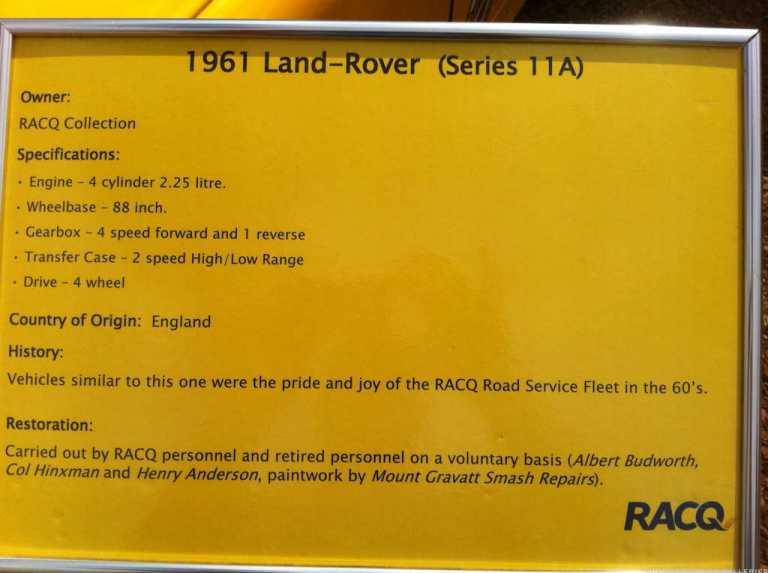 1961 Land-Rover (Series 11A)
Owner:
RACQ Collection
Specifications:
· Engine - 4 cylinder 2.25 litre.
· Wheelbase - 88 inch.
· Gearbox - 4 speed forward and 1 reverse
· Transfer Case - 2 speed High/Low Range
· Drive - 4 wheel
Country of Origin: England
History:
Vehicles similar to this one were the pride and joy of the RACQ Road Service Fleet in the 60's.
Restoration:
Carried out by RACQ personnel and retired personnel on a voluntary basis (Albert Budworth,
Col Hinxman and Henry Anderson, paintwork by Mount Gravatt Smash Repairs).
RACQ